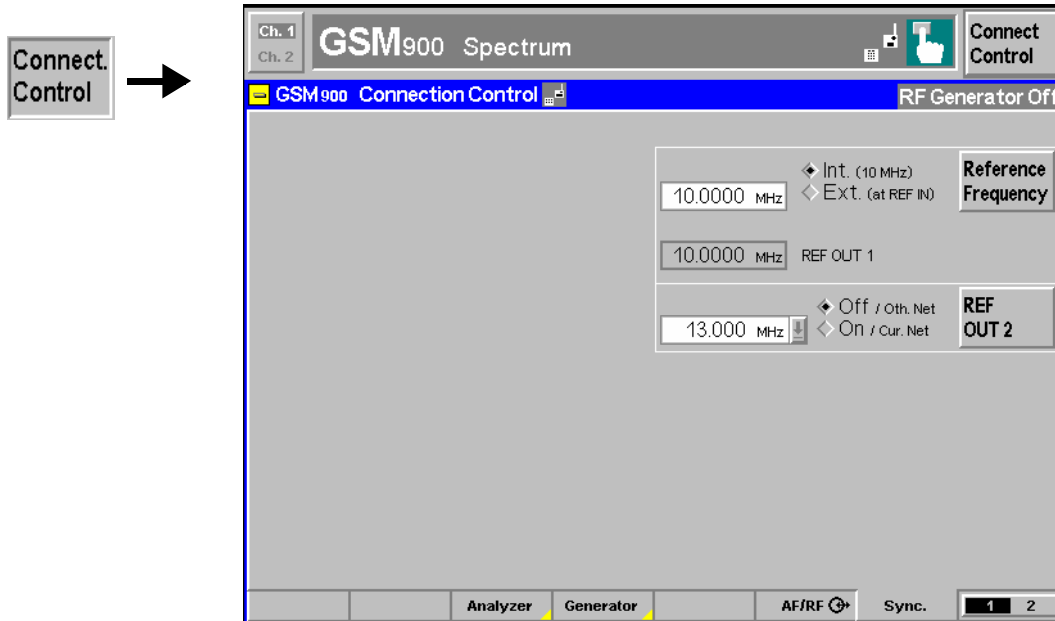 Connect.
Control
Ch. 1
Ch. 2
GSM900 Spectrum
Connect
Control
GSM900 Connection Control
RF Generator Off
10.0000 MHz
Int. (10 MHz)
Ext. (at REF IN)
Reference
Frequency
10.0000 MHz REF OUT 1
13.000 MHz
Off / Oth. Net
On / Cur. Net
REF
OUT 2
Analyzer Generator AF/RF Sync. 1 2